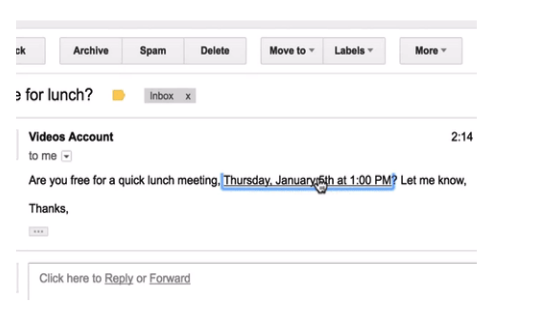 ck Archive Spam Delete Move to Labels More
e for lunch? Inbox x
Videos Account 2:14
to me
Are you free for a quick lunch meeting, Thursday, January 5th at 1:00 PM? Let me know,
Thanks,
...
Click here to Reply or Forward